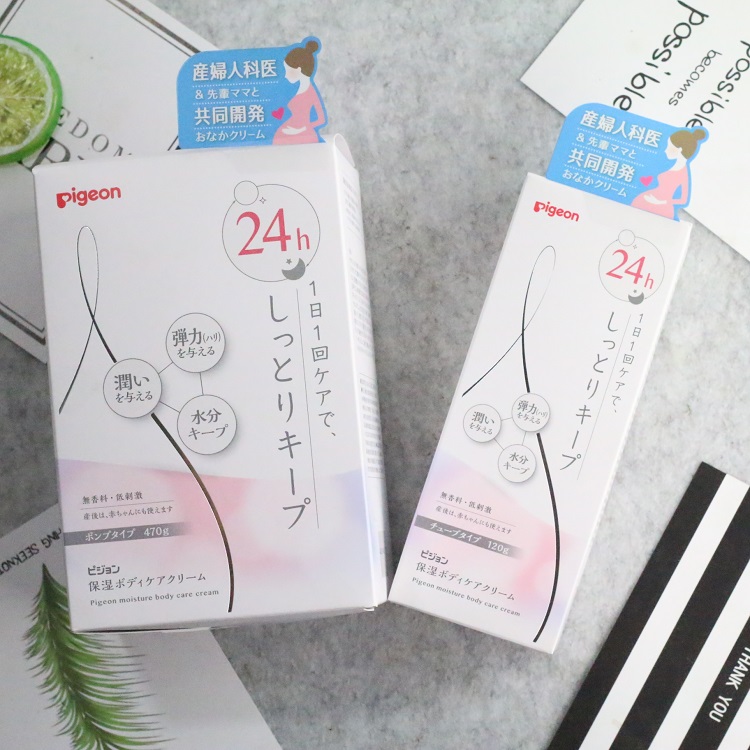 産婦人科医
& 先輩ママと
共同開発
おなかクリーム
Pigeon
24h
1日1回ケアで、
しっとりキープ
弾力(ハリ)
を与える
潤い
を与える
水分
キープ
無香料・低刺激
産後は、赤ちゃんにも使えます
ポンプタイプ 470g
ピジョン
保湿ボディケアクリーム
Pigeon moisture body care cream
産婦人科医
& 先輩ママと
共同開発
おなかクリーム
Pigeon
24h
1日1回ケアで、
しっとりキープ
弾力(ハリ)
を与える
潤い
を与える
水分
キープ
無香料・低刺激
産後は、赤ちゃんにも使えます
チューブタイプ 120g
ピジョン
保湿ボディケアクリーム
Pigeon moisture body care cream
possible
becomes
possible
THANK YOU